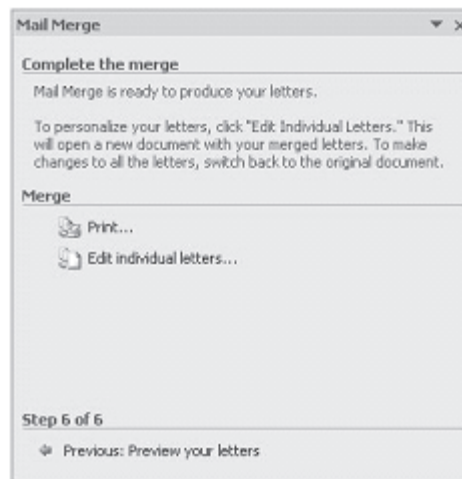 Mail Merge
Complete the merge
Mail Merge is ready to produce your letters.
To personalize your letters, click "Edit Individual Letters." This
will open a new document with your merged letters. To make
changes to all the letters, switch back to the original document.
Merge
Print...
Edit individual letters...
Step 6 of 6
Previous: Preview your letters